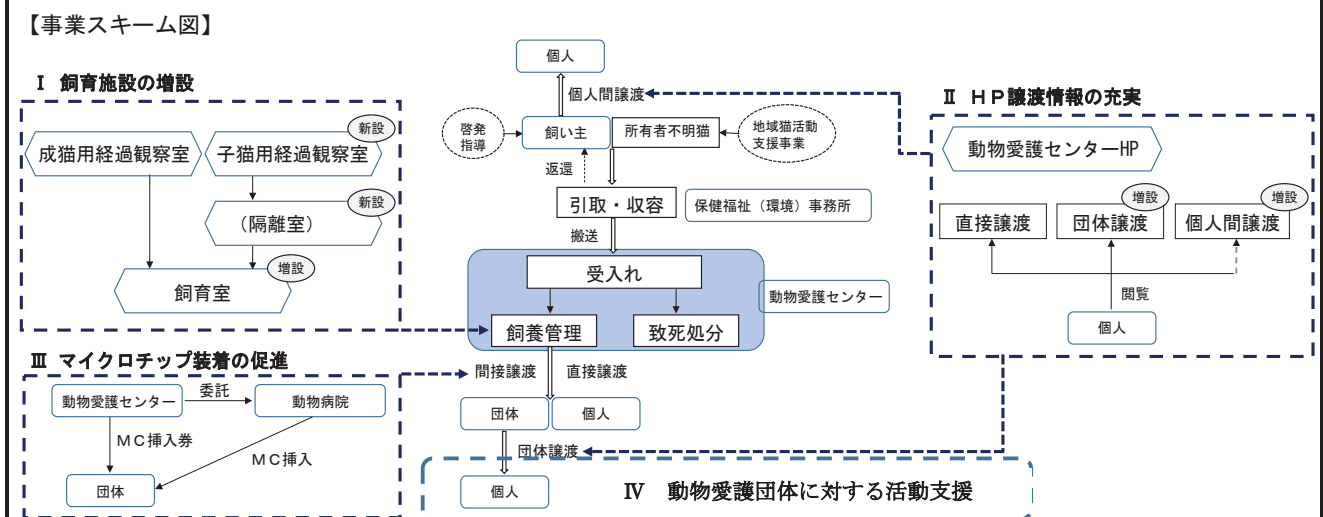 【事業スキーム図】
Ⅰ 飼育施設の増設
成猫用経過観察室
子猫用経過観察室
新設
（隔離室）
新設
飼育室
増設
Ⅲ マイクロチップ装着の促進
動物愛護センター
委託
動物病院
ＭＣ挿入券
ＭＣ挿入
団体
個人
個人間譲渡
啓発
指導
飼い主
所有者不明猫
地域猫活動
支援事業
返還
引取・収容
保健福祉（環境）事務所
搬送
受入れ
動物愛護センター
飼養管理
致死処分
間接譲渡
直接譲渡
団体
個人
団体譲渡
個人
Ⅳ 動物愛護団体に対する活動支援
Ⅱ ＨＰ譲渡情報の充実
動物愛護センターHP
増設
増設
直接譲渡
団体譲渡
個人間譲渡
閲覧
個人